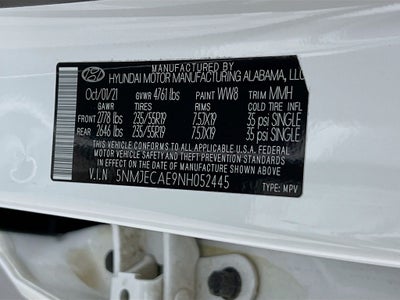 MANUFACTURED BY
HYUNDAI
HYUNDAI MOTOR MANUFACTURING ALABAMA, LLC
Oct/01/21 GVWR 4761 lbs PAINT WW8 TRIM MMH
GAWR TIRES RIMS COLD TIRE INF.
FRONT 2778 lbs 235/55R19 7.5JX19 35 psi SINGLE
REAR 2646 lbs 235/55R19 7.5JX19 35 psi SINGLE
THIS VEHICLE CONFORMS TO ALL APPLICABLE U.S.A. FEDERAL
MOTOR VEHICLE SAFETY, BUMPER, AND THEFT PREVENTION STANDARDS
IN EFFECT ON THE DATE OF MANUFACTURE SHOWN ABOVE.
V.I.N 5NMJECAE9NH052445
TYPE: MPV